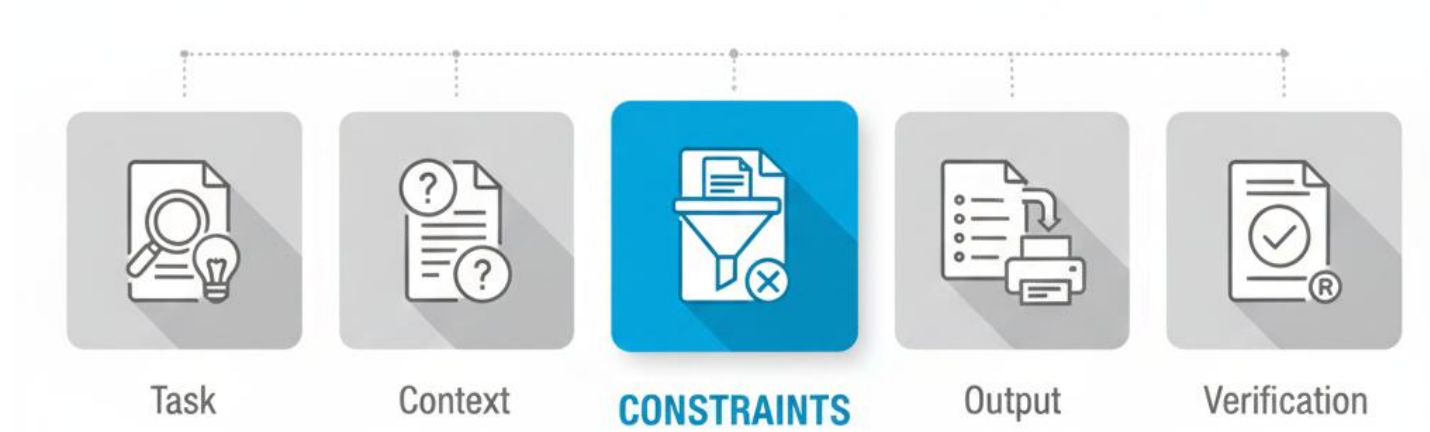 ?
?
R
Task
Context
CONSTRAINTS
Output
Verification